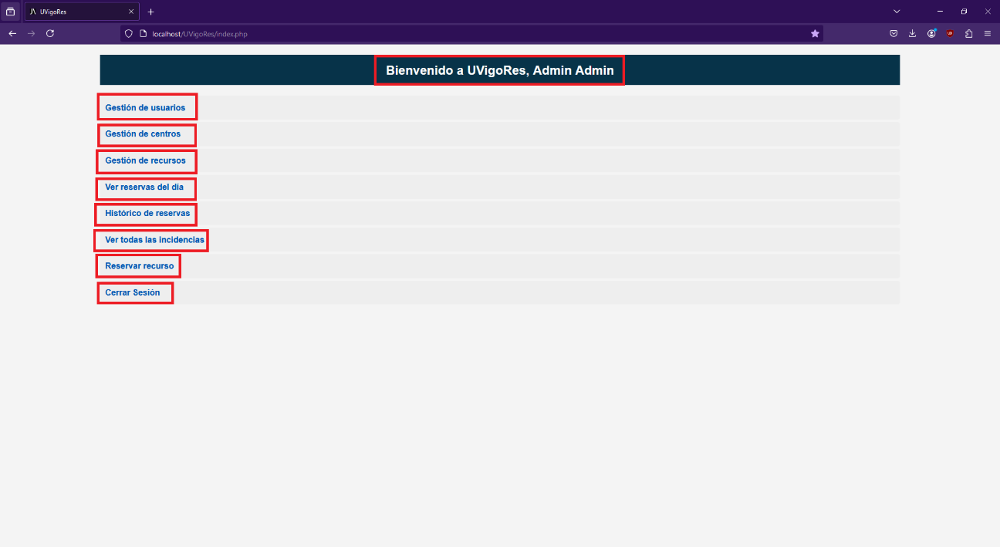 UVigoRes
localhost/UVigoRes/index.php
Bienvenido a UVigoRes, Admin Admin
Gestión de usuarios
Gestión de centros
Gestión de recursos
Ver reservas del día
Histórico de reservas
Ver todas las incidencias
Reservar recurso
Cerrar Sesión